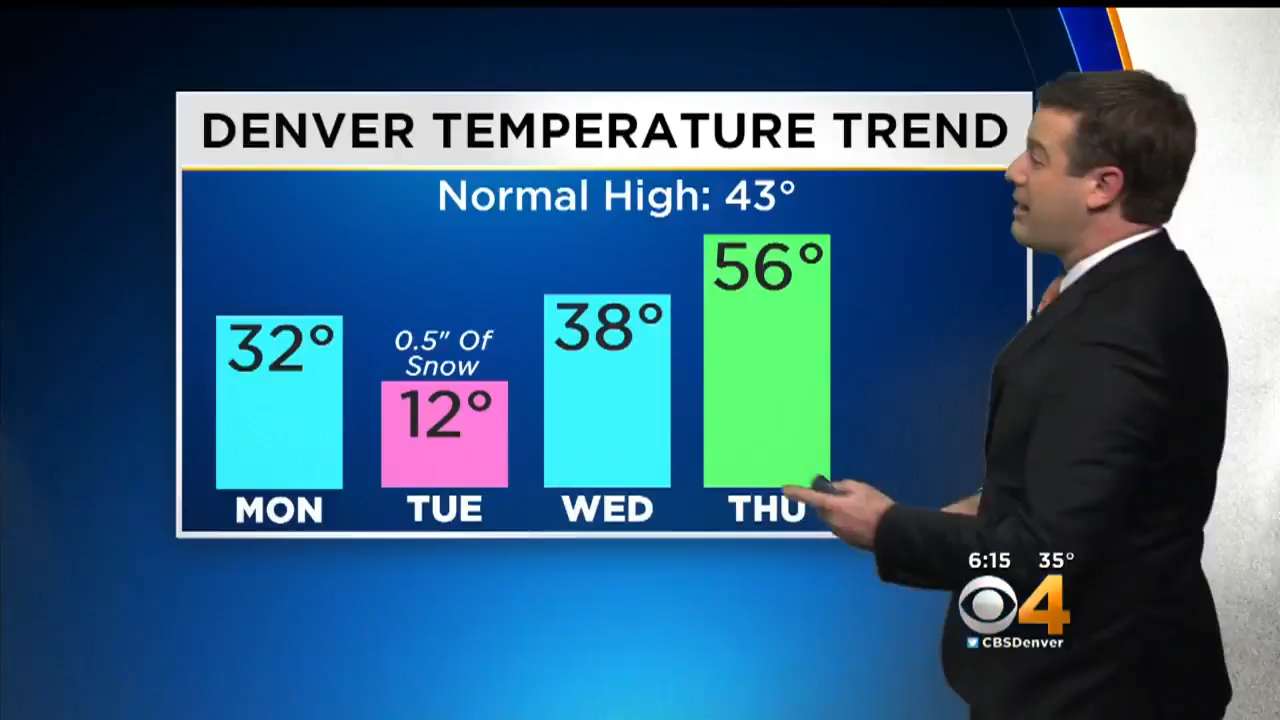 DENVER TEMPERATURE TREND
Normal High: 43°
32°
0.5" Of
Snow
12°
38°
56°
MON
TUE
WED
THU
6:15 35°
4
CBSDenver